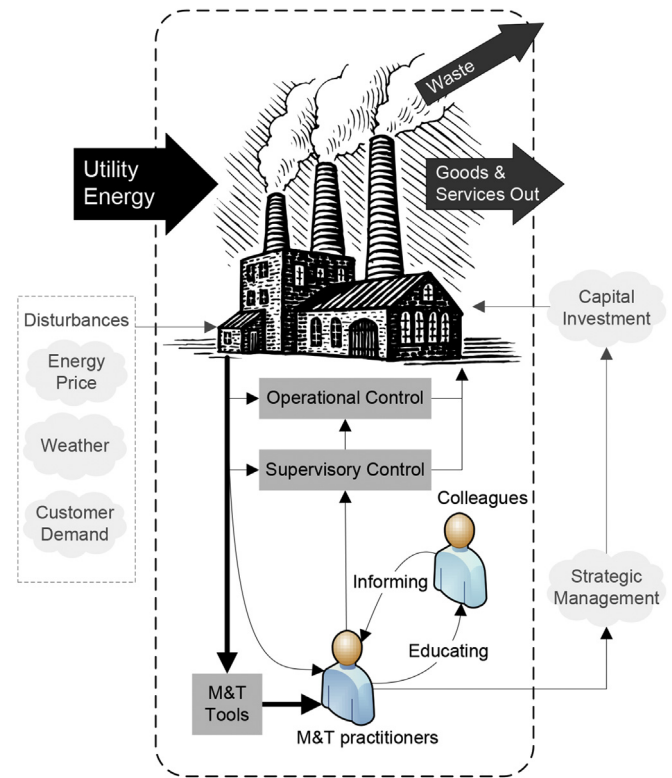 Waste
Utility
Energy
Goods &
Services Out
Disturbances
Energy
Price
Weather
Customer
Demand
Capital
Investment
Operational Control
Supervisory Control
Colleagues
Informing
Educating
Strategic
Management
M&T
Tools
M&T practitioners